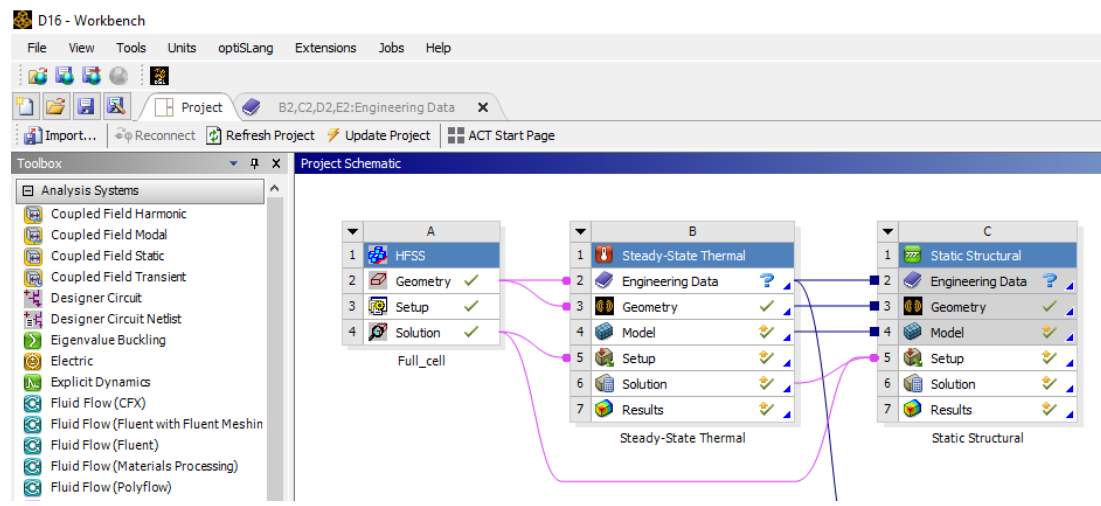 D16 - Workbench
File View Tools Units optiSLang Extensions Jobs Help
Project B2,C2,D2,E2:Engineering Data
Import... Reconnect Refresh Project Update Project ACT Start Page
Toolbox
Project Schematic
Analysis Systems
Coupled Field Harmonic
Coupled Field Modal
Coupled Field Static
Coupled Field Transient
Designer Circuit
Designer Circuit Netlist
Eigenvalue Buckling
Electric
Explicit Dynamics
Fluid Flow (CFX)
Fluid Flow (Fluent with Fluent Meshin
Fluid Flow (Fluent)
Fluid Flow (Materials Processing)
Fluid Flow (Polyflow)
A
1 HFSS
2 Geometry
3 Setup
4 Solution
Full_cell
B
1 Steady-State Thermal
2 Engineering Data ?
3 Geometry
4 Model
5 Setup
6 Solution
7 Results
Steady-State Thermal
C
1 Static Structural
2 Engineering Data ?
3 Geometry
4 Model
5 Setup
6 Solution
7 Results
Static Structural